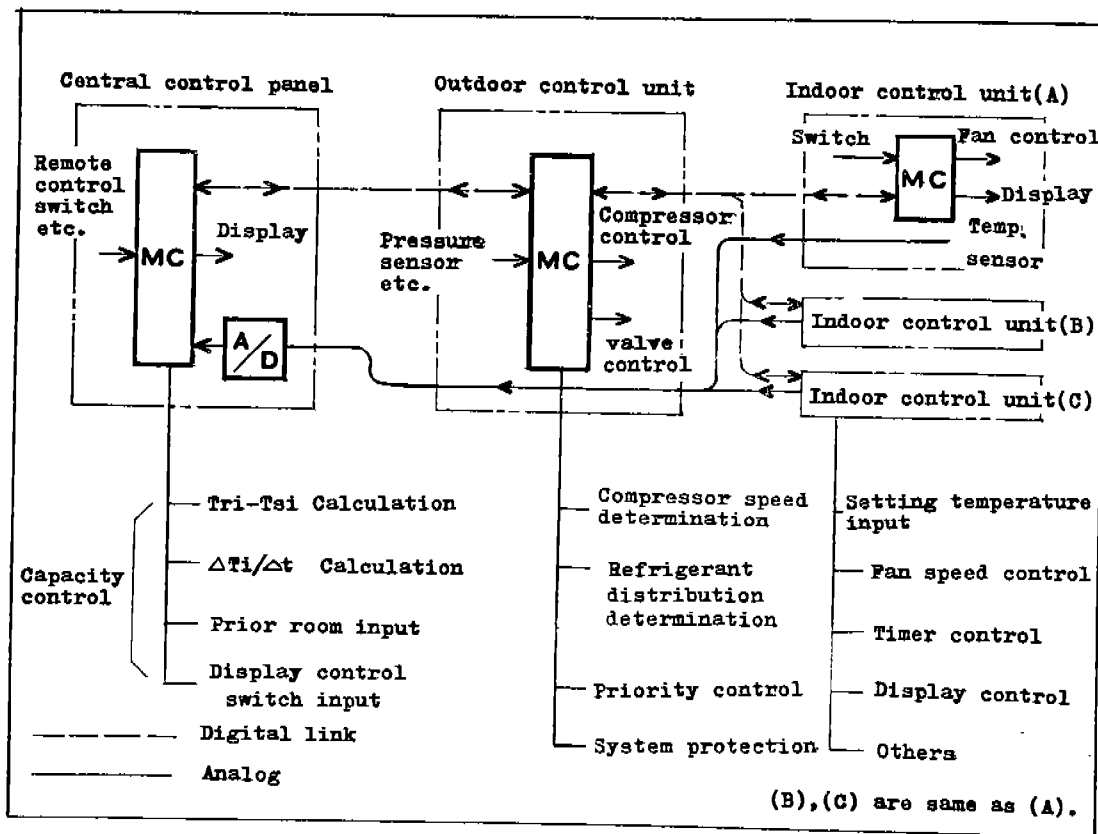 Central control panel
Outdoor control unit
Indoor control unit(A)
Remote
control
switch
etc.
MC
Display
A/D
Pressure
sensor
etc.
MC
Compressor
control
valve
control
Switch
MC
Fan control
Display
Temp.
sensor
Indoor control unit(B)
Indoor control unit(C)
Capacity
control
Tri-Tsi Calculation
△Ti/△t Calculation
Prior room input
Display control
switch input
Compressor speed
determination
Refrigerant
distribution
determination
Priority control
System protection
Setting temperature
input
Fan speed control
Timer control
Display control
Others
Digital link
Analog
(B),(C) are same as (A).